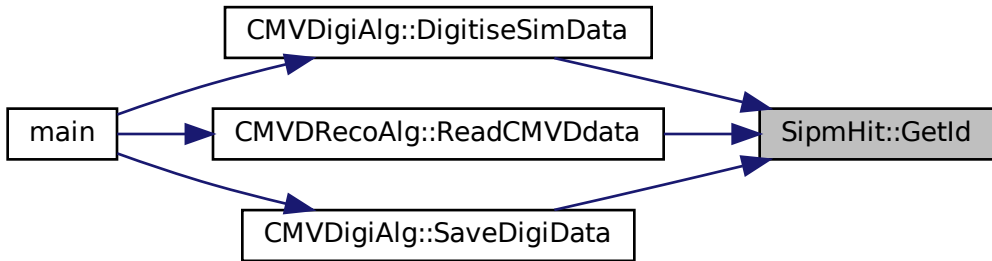 CMVDigiAlg::DigitiseSimData
main
CMVDRecoAlg::ReadCMVDdata
SipmHit::GetId
CMVDigiAlg::SaveDigiData